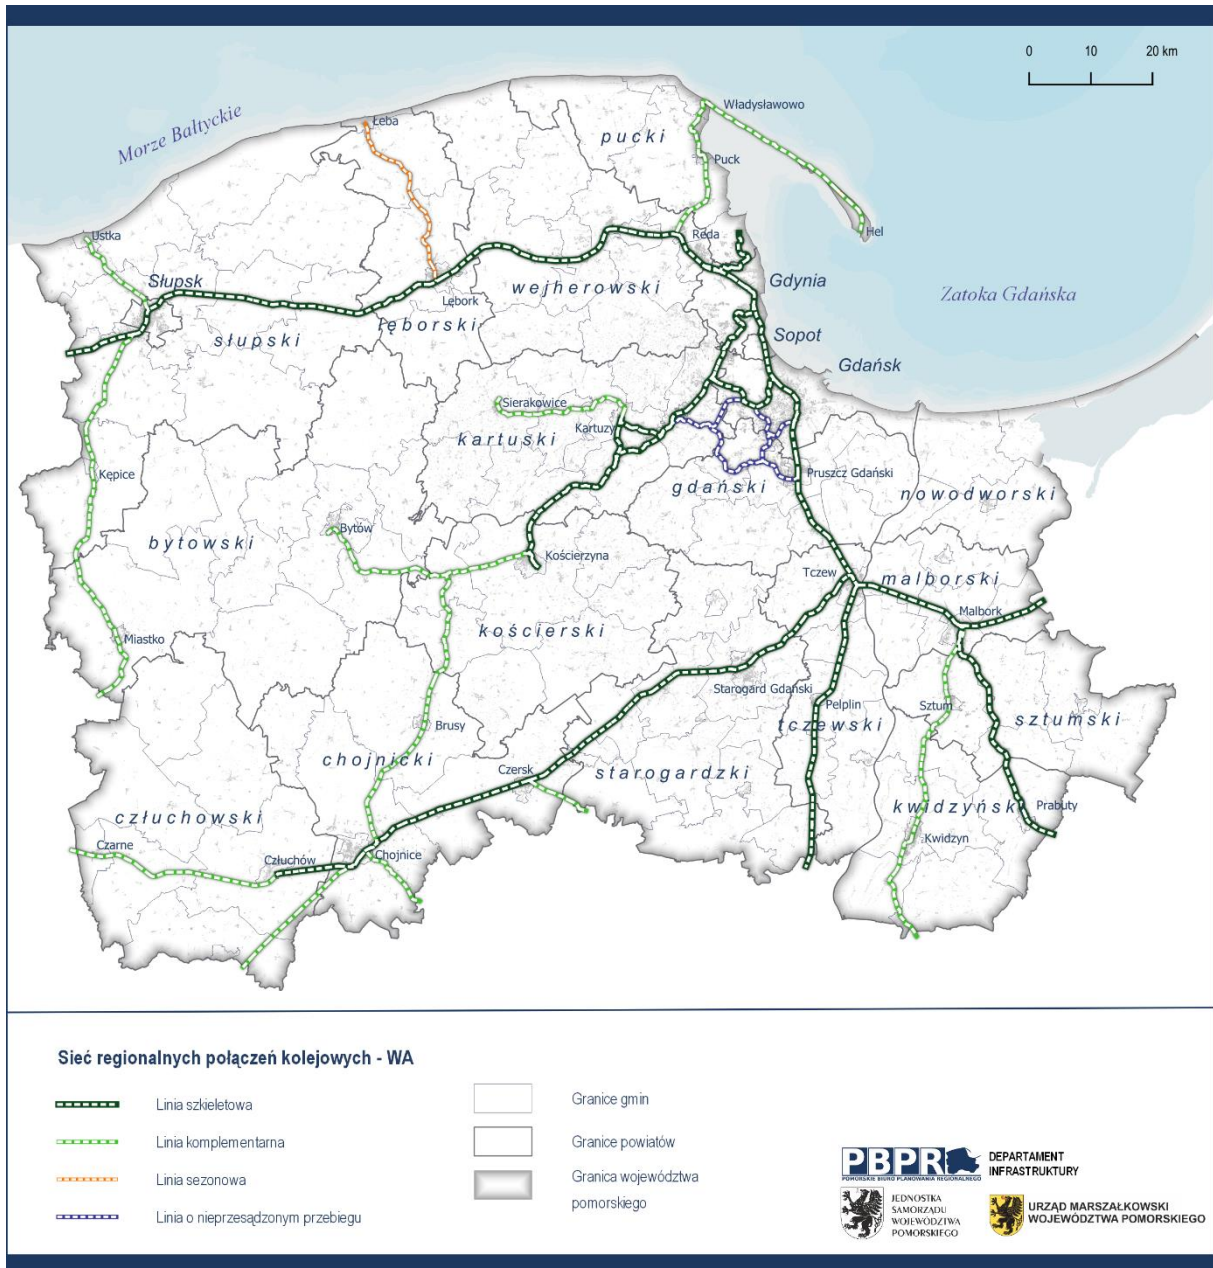 0 10 20 km
Morze Bałtyckie
Łeba
Władysławowo
pucki
Puck
Ustka
Reda
Hel
Słupsk
Gdynia
Lębork
wejherowski
Zatoka Gdańska
słupski
lęborski
Sopot
Gdańsk
Sierakowice
Kartuzy
kartuski
Kępice
Pruszcz Gdański
gdański
nowodworski
Bytów
bytowski
Kościerzyna
Tczew
malborski
Malbork
Miastko
kościerski
Starogard Gdański
Pelplin
Sztum
tczewski
sztumski
Brusy
chojnicki
Czersk
starogardzki
kwidzyński
Prabuty
człuchowski
Czarne
Człuchów
Chojnice
Kwidzyn
Sieć regionalnych połączeń kolejowych - WA
Linia szkieletowa
Linia komplementarna
Linia sezonowa
Linia o nieprzesądzonym przebiegu
Granice gmin
Granice powiatów
Granica województwa
pomorskiego
PBPR
POMORSKIE BIURO PLANOWANIA REGIONALNEGO
DEPARTAMENT
INFRASTRUKTURY
JEDNOSTKA
SAMORZĄDU
WOJEWÓDZTWA
POMORSKIEGO
URZĄD MARSZAŁKOWSKI
WOJEWÓDZTWA POMORSKIEGO